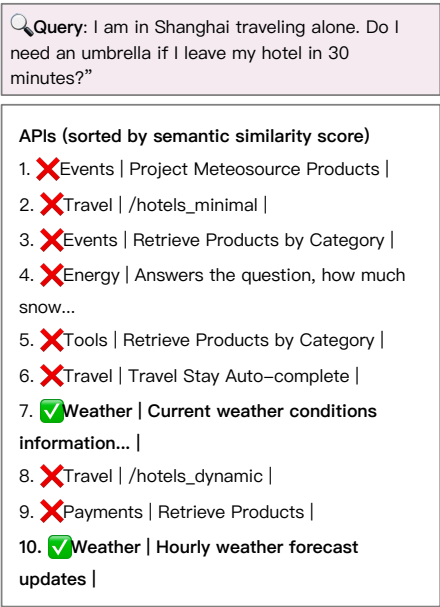 🔍Query: I am in Shanghai traveling alone. Do I
need an umbrella if I leave my hotel in 30
minutes?”
APIs (sorted by semantic similarity score)
1. ❌Events | Project Meteosource Products |
2. ❌Travel | /hotels_minimal |
3. ❌Events | Retrieve Products by Category |
4. ❌Energy | Answers the question, how much
snow...
5. ❌Tools | Retrieve Products by Category |
6. ❌Travel | Travel Stay Auto-complete |
7. ✅Weather | Current weather conditions
information... |
8. ❌Travel | /hotels_dynamic |
9. ❌Payments | Retrieve Products |
10. ✅Weather | Hourly weather forecast
updates |